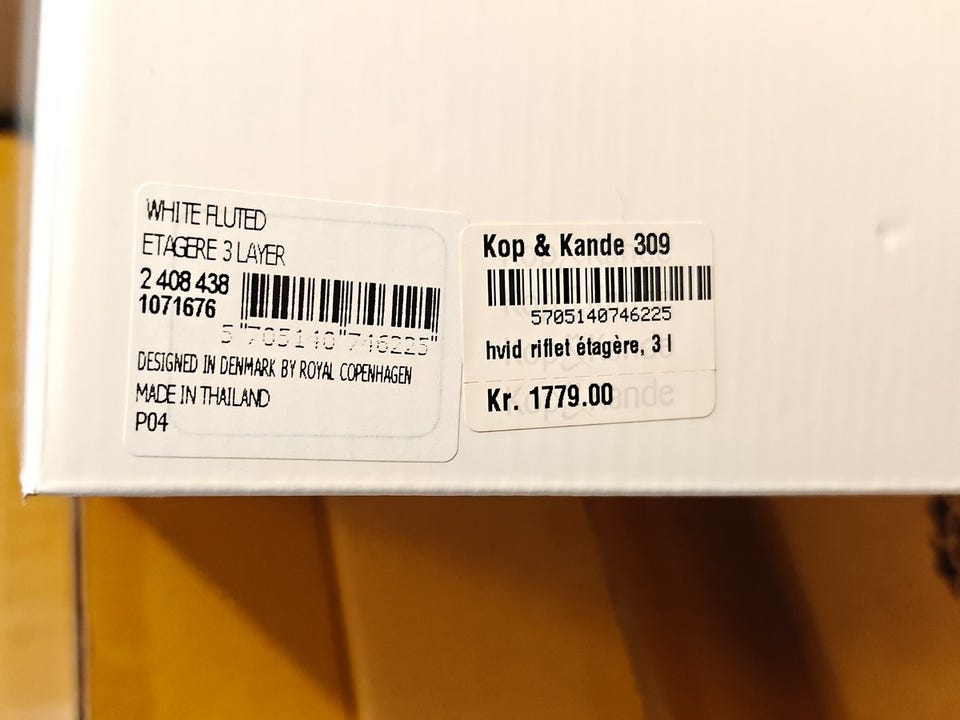 WHITE FLUTED
ETAGERE 3 LAYER
2 408 438
1071676
5"705140"746225"
DESIGNED IN DENMARK BY ROYAL COPENHAGEN
MADE IN THAILAND
P04
Kop & Kande 309
5705140746225
hvid riflet étagère, 3 l
Kr. 1779.00